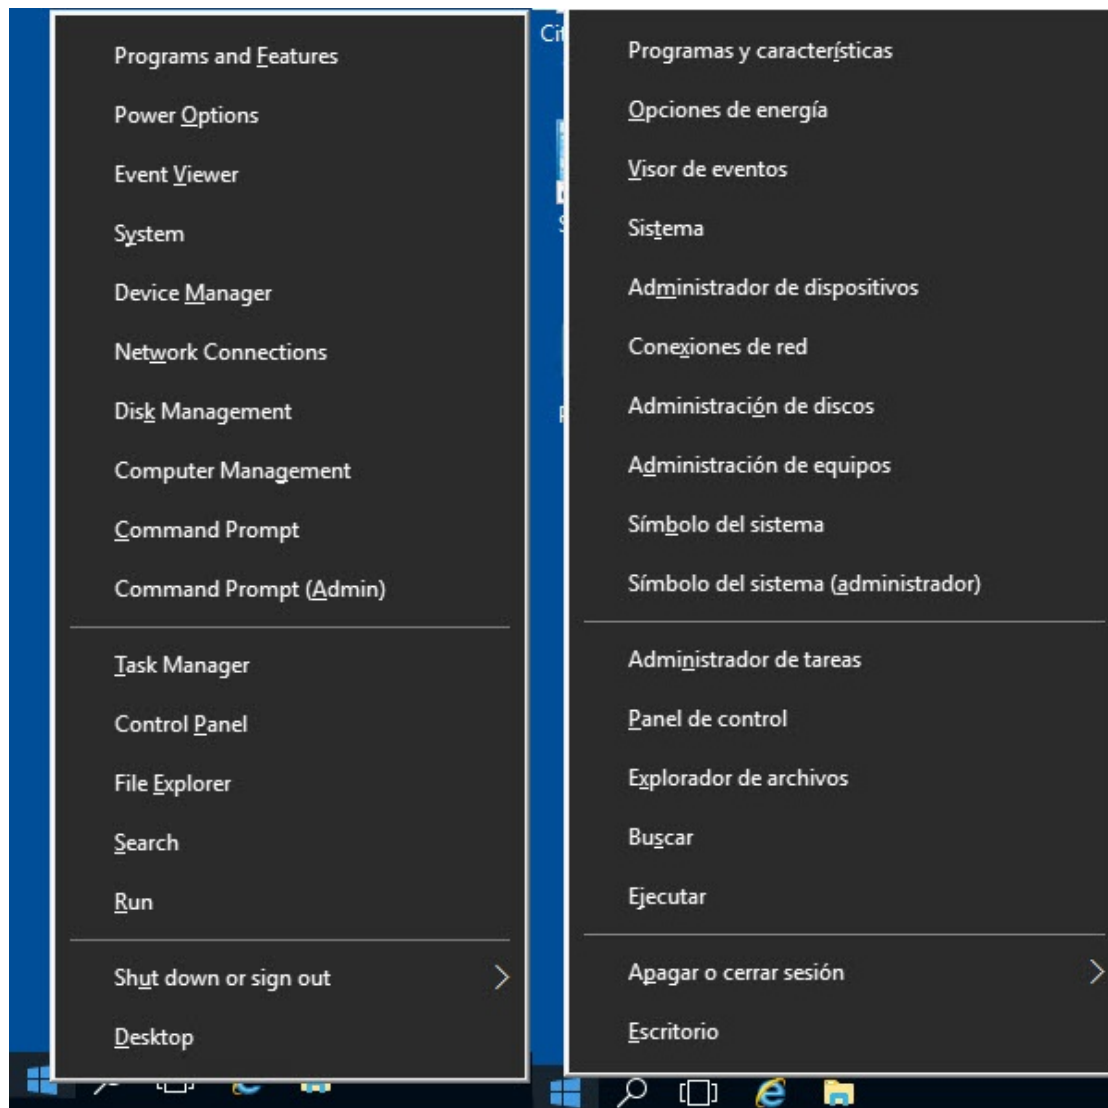 Programs and Features
Power Options
Event Viewer
System
Device Manager
Network Connections
Disk Management
Computer Management
Command Prompt
Command Prompt (Admin)
Task Manager
Control Panel
File Explorer
Search
Run
Shut down or sign out
Desktop
Programas y características
Opciones de energía
Visor de eventos
Sistema
Administrador de dispositivos
Conexiones de red
Administración de discos
Administración de equipos
Símbolo del sistema
Símbolo del sistema (administrador)
Administrador de tareas
Panel de control
Explorador de archivos
Buscar
Ejecutar
Apagar o cerrar sesión
Escritorio